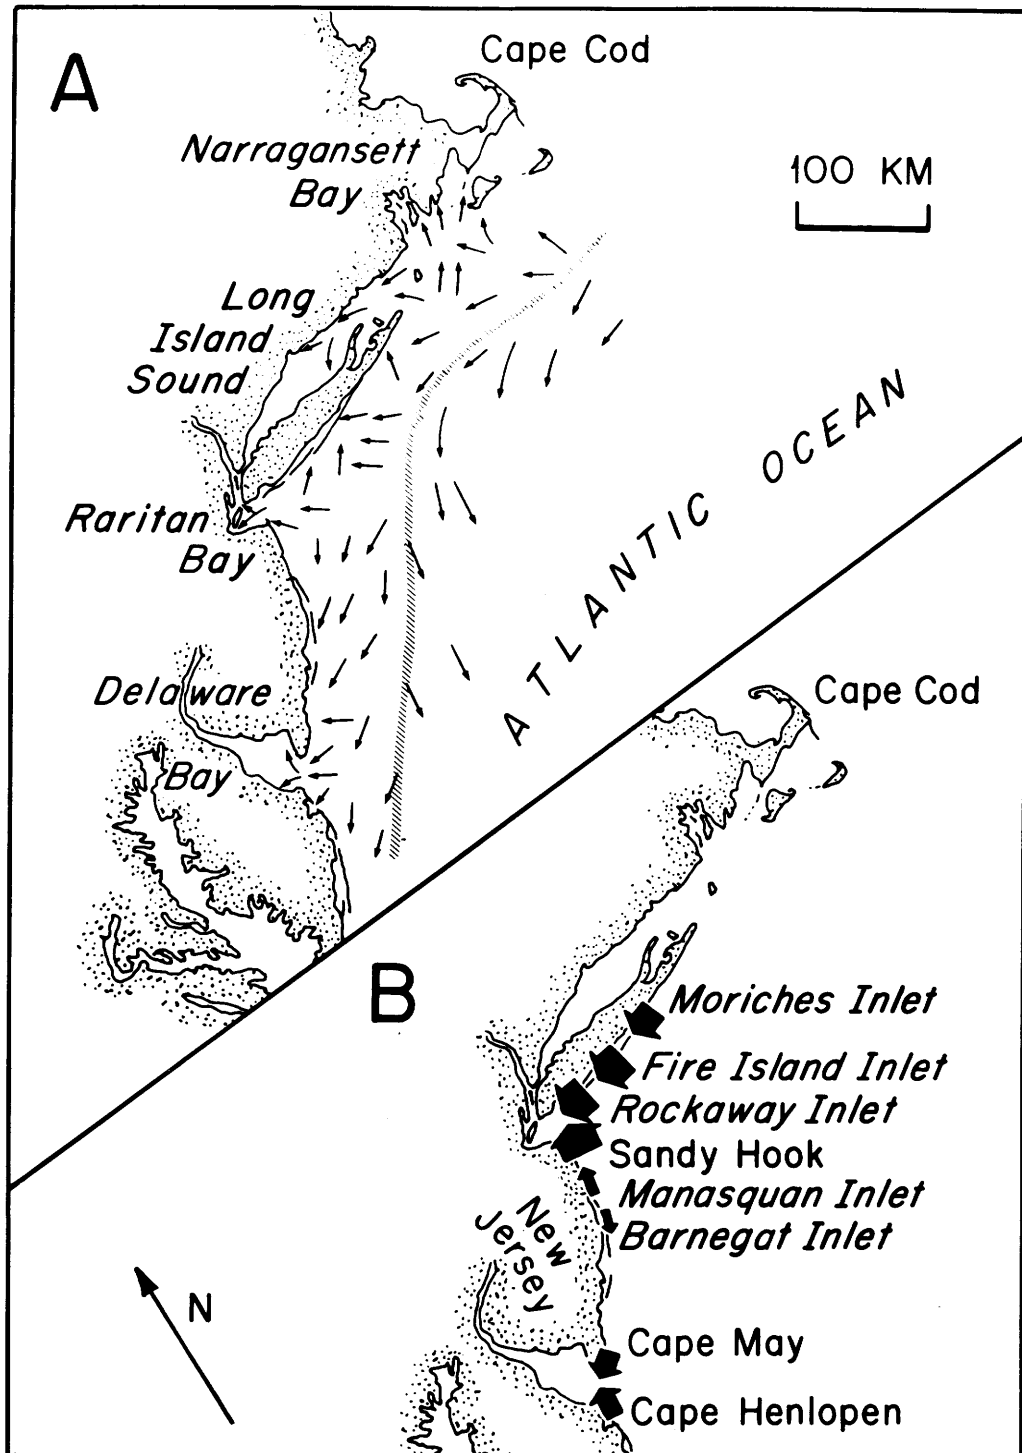 A
Cape Cod
Narragansett
Bay
100 KM
Long
Island
Sound
ATLANTIC OCEAN
Raritan
Bay
Delaware
Bay
Cape Cod
B
Moriches Inlet
Fire Island Inlet
Rockaway Inlet
Sandy Hook
Manasquan Inlet
Barnegat Inlet
New
Jersey
N
Cape May
Cape Henlopen